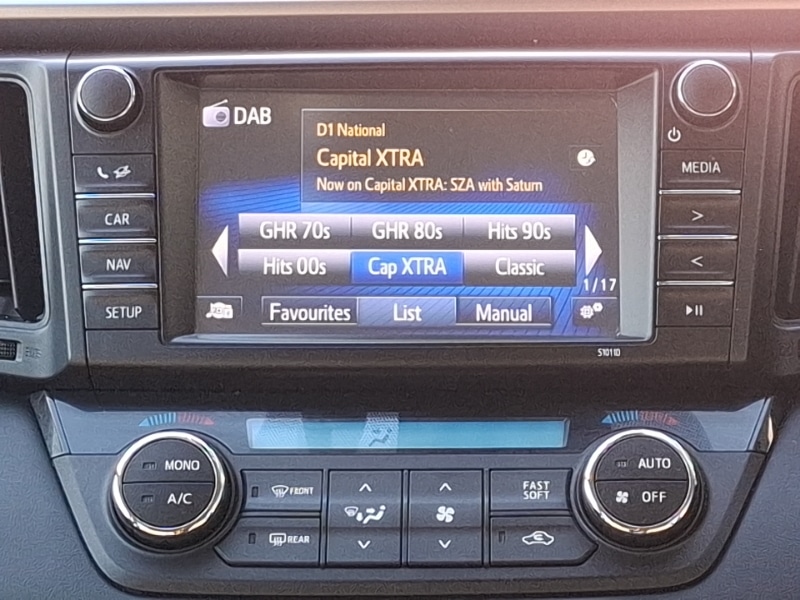 DAB
D1 National
Capital XTRA
Now on Capital XTRA: SZA with Saturn
GHR 70s GHR 80s Hits 90s
Hits 00s Cap XTRA Classic
1/17
Favourites List Manual
CAR
NAV
SETUP
MEDIA
>
<
S101ID
MONO
A/C
FRONT
REAR
FAST
SOFT
AUTO
OFF